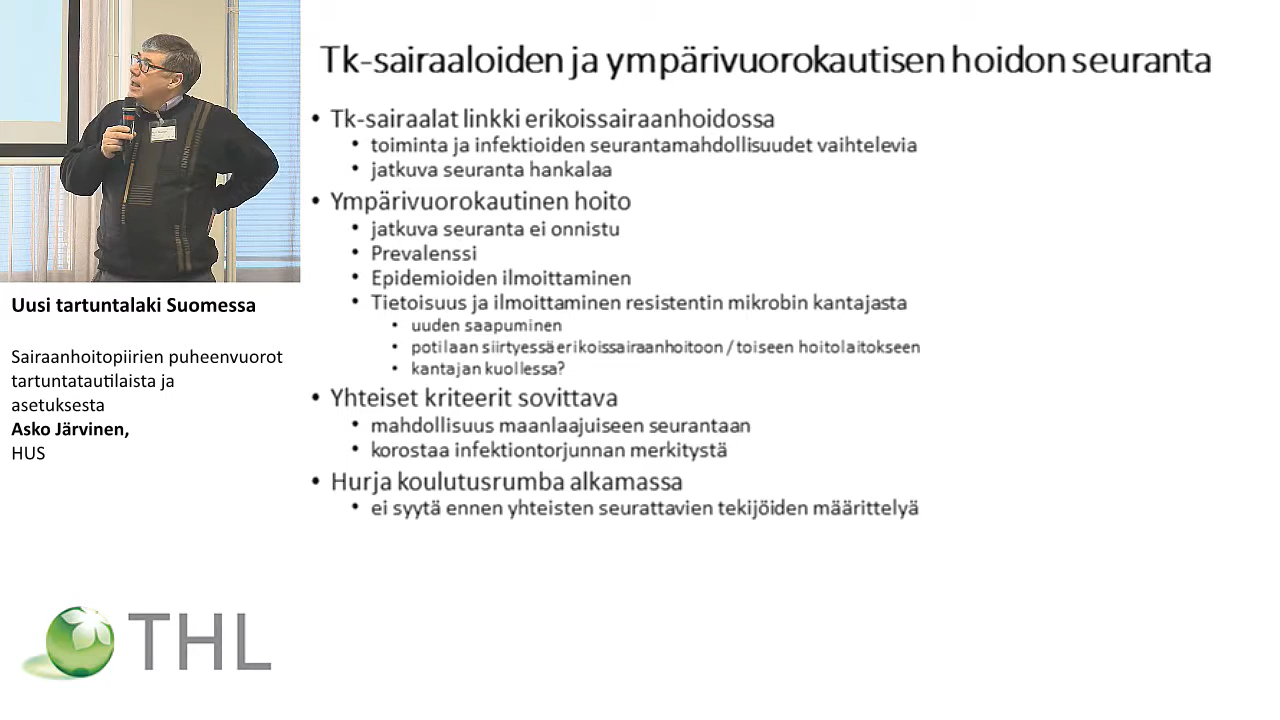 Tk-sairaaloiden ja ympärivuorokautisen hoidon seuranta
• Tk-sairaalat linkki erikoissairaanhoidossa
• toiminta ja infektioiden seurantamahdollisuudet vaihtelevia
• jatkuva seuranta hankalaa
• Ympärivuorokautinen hoito
• jatkuva seuranta ei onnistu
• Prevalenssi
• Epidemioiden ilmoittaminen
• Tietoisuus ja ilmoittaminen resistentin mikrobin kantajasta
• uuden saapuminen
• potilaan siirtyessä erikoissairaanhoitoon / toiseen hoitolaitokseen
• kantajan kuollessa?
• Yhteiset kriteerit sovittava
• mahdollisuus maanlaajuiseen seurantaan
• korostaa infektiontorjunnan merkitystä
• Hurja koulutusrumba alkamassa
• ei syytä ennen yhteisten seurattavien tekijöiden määrittelyä
Uusi tartuntalaki Suomessa
Sairaanhoitopiirien puheenvuorot
tartuntatautilaista ja
asetuksesta
Asko Järvinen,
HUS
THL